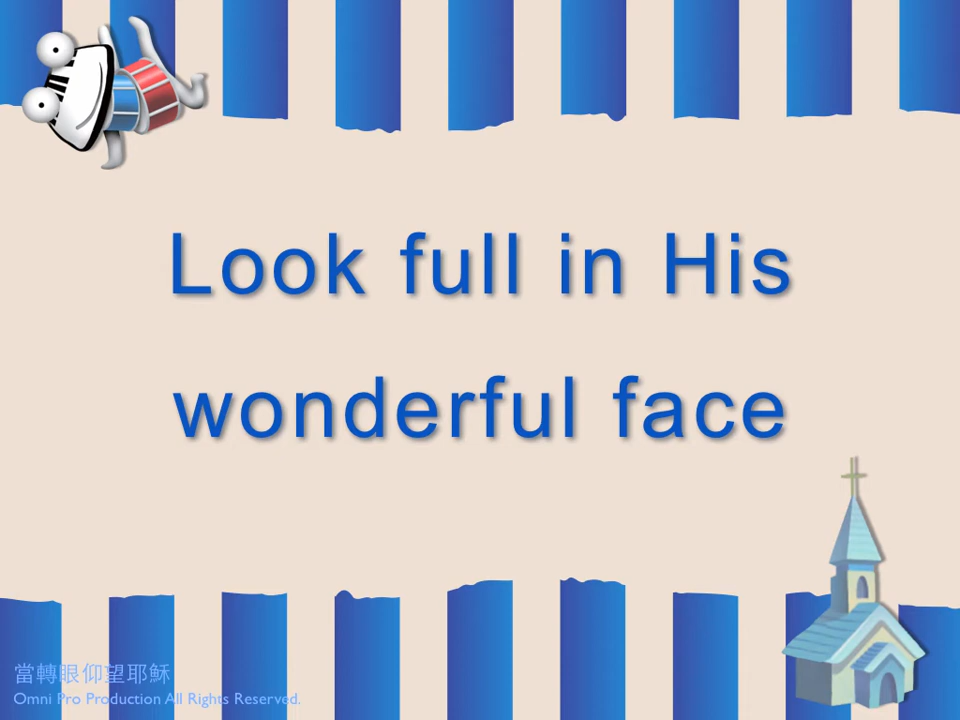 Look full in His
wonderful face
當轉眼仰望耶穌
Omni Pro Production All Rights Reserved.